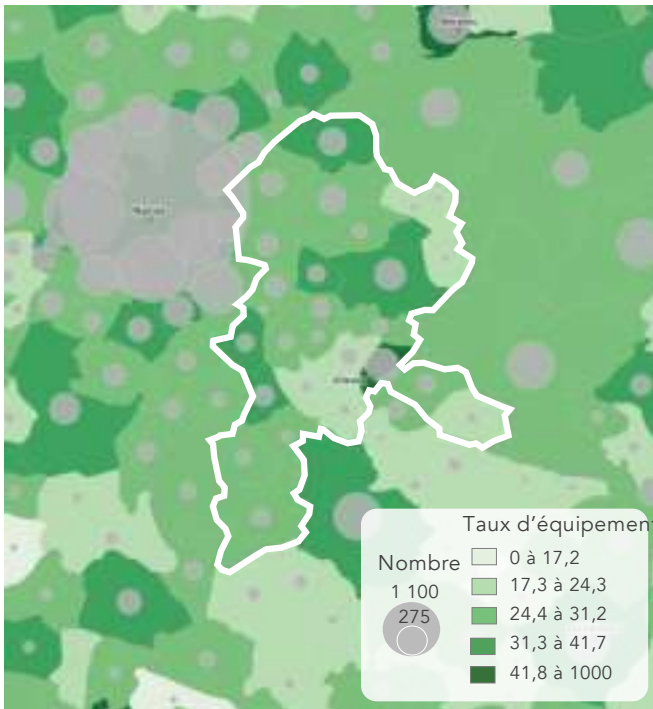 Taux d'équipement
Nombre
1 100
275
0 à 17,2
17,3 à 24,3
24,4 à 31,2
31,3 à 41,7
41,8 à 1000